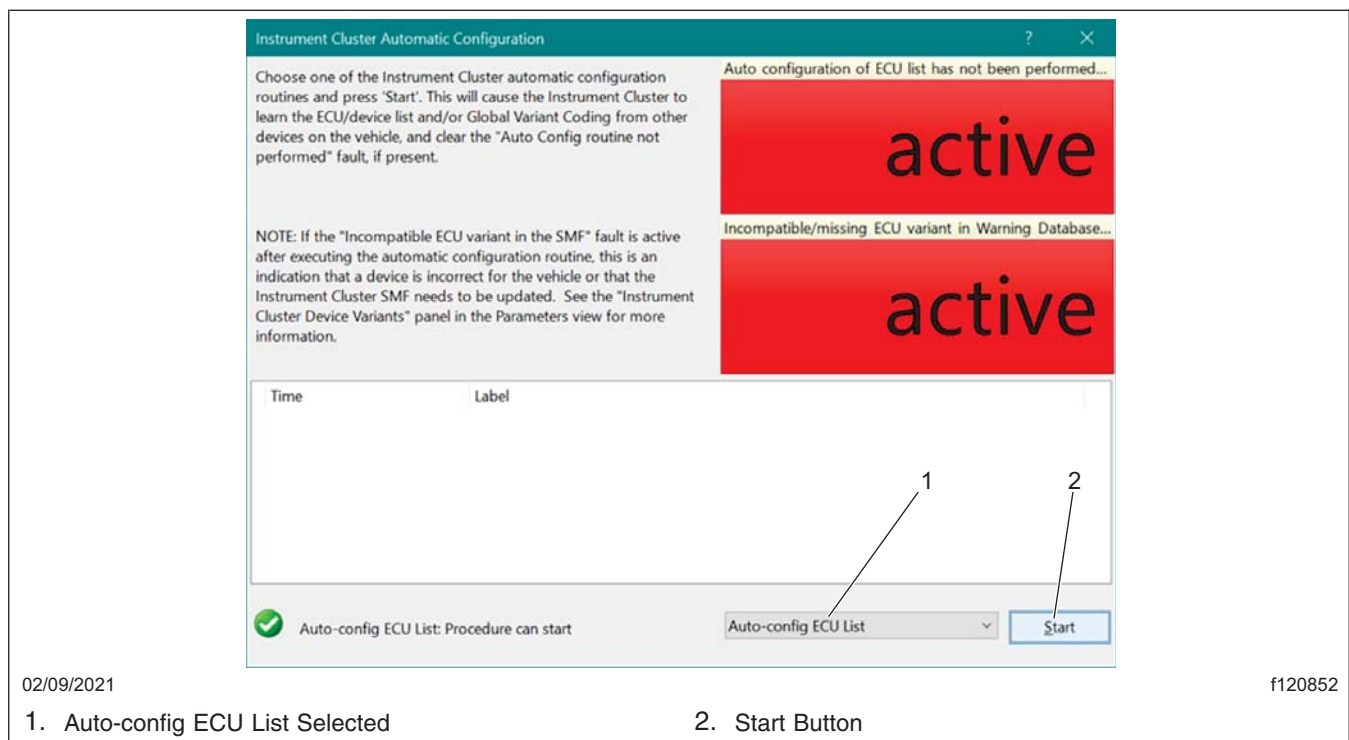 Instrument Cluster Automatic Configuration
? ×
Choose one of the Instrument Cluster automatic configuration
routines and press 'Start'. This will cause the Instrument Cluster to
learn the ECU/device list and/or Global Variant Coding from other
devices on the vehicle, and clear the "Auto Config routine not
performed" fault, if present.
Auto configuration of ECU list has not been performed...
active
NOTE: If the "Incompatible ECU variant in the SMF" fault is active
after executing the automatic configuration routine, this is an
indication that a device is incorrect for the vehicle or that the
Instrument Cluster SMF needs to be updated.  See the "Instrument
Cluster Device Variants" panel in the Parameters view for more
information.
Incompatible/missing ECU variant in Warning Database...
active
Time Label
1 2
Auto-config ECU List: Procedure can start
Auto-config ECU List
Start
02/09/2021 f120852
1. Auto-config ECU List Selected 2. Start Button